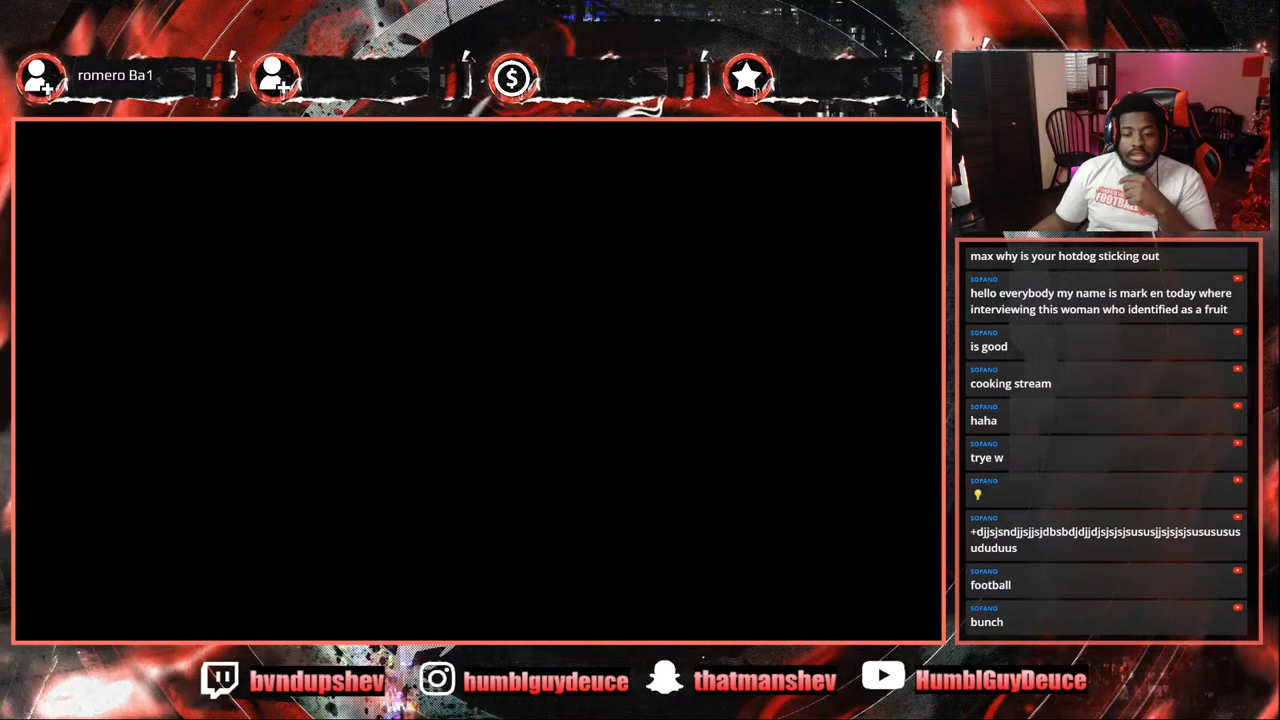 romero Ba1
FOOTBALL
max why is your hotdog sticking out
SOFANO
hello everybody my name is mark en today where
interviewing this woman who identified as a fruit
SOFANO
is good
SOFANO
cooking stream
SOFANO
haha
SOFANO
trye w
SOFANO
💡
SOFANO
+djjsjsndjjsjjsjdbsbdjdjjdjsjsjsjsususjjsjsjsjsusususus
ududuus
SOFANO
football
SOFANO
bunch
bvndupshev
humblguydeuce
thatmanshev
HumblGuyDeuce